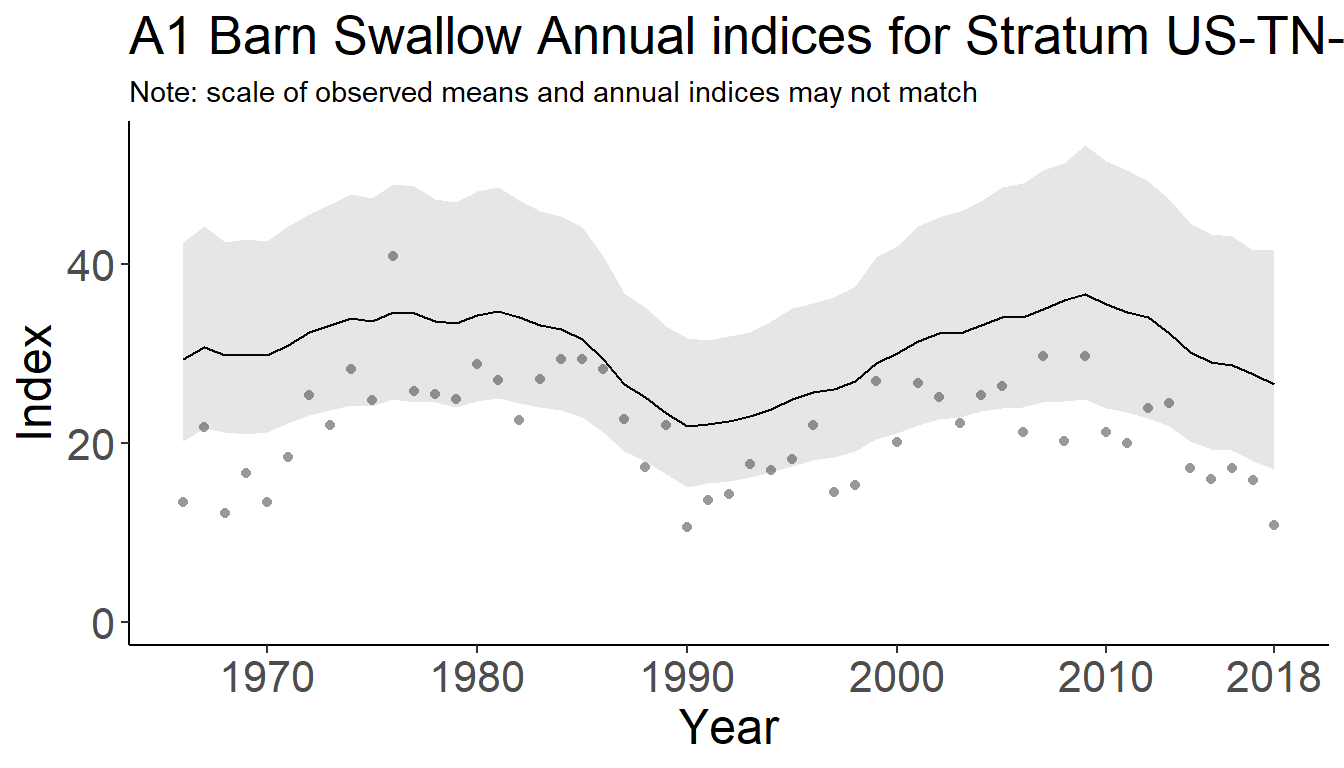 A1 Barn Swallow Annual indices for Stratum US-TN-
Note: scale of observed means and annual indices may not match
Index
40
20
0
1970 1980 1990 2000 2010 2018
Year